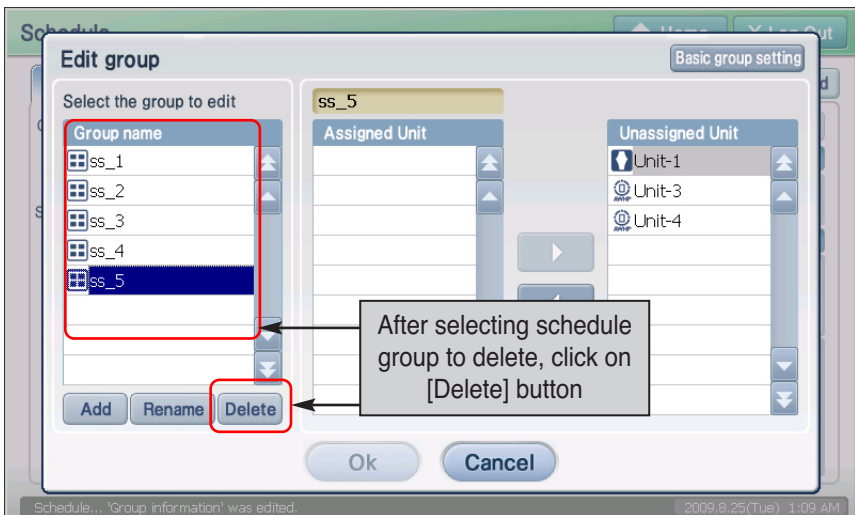 Schedule
Home
X Log Out
Edit group
Basic group setting
Select the group to edit
ss_5
Group name
Assigned Unit
Unassigned Unit
ss_1
Unit-1
ss_2
Unit-3
ss_3
Unit-4
ss_4
ss_5
After selecting schedule
group to delete, click on
[Delete] button
Add
Rename
Delete
Ok
Cancel
Schedule... 'Group information' was edited.
2009.8.25(Tue) 1:09 AM